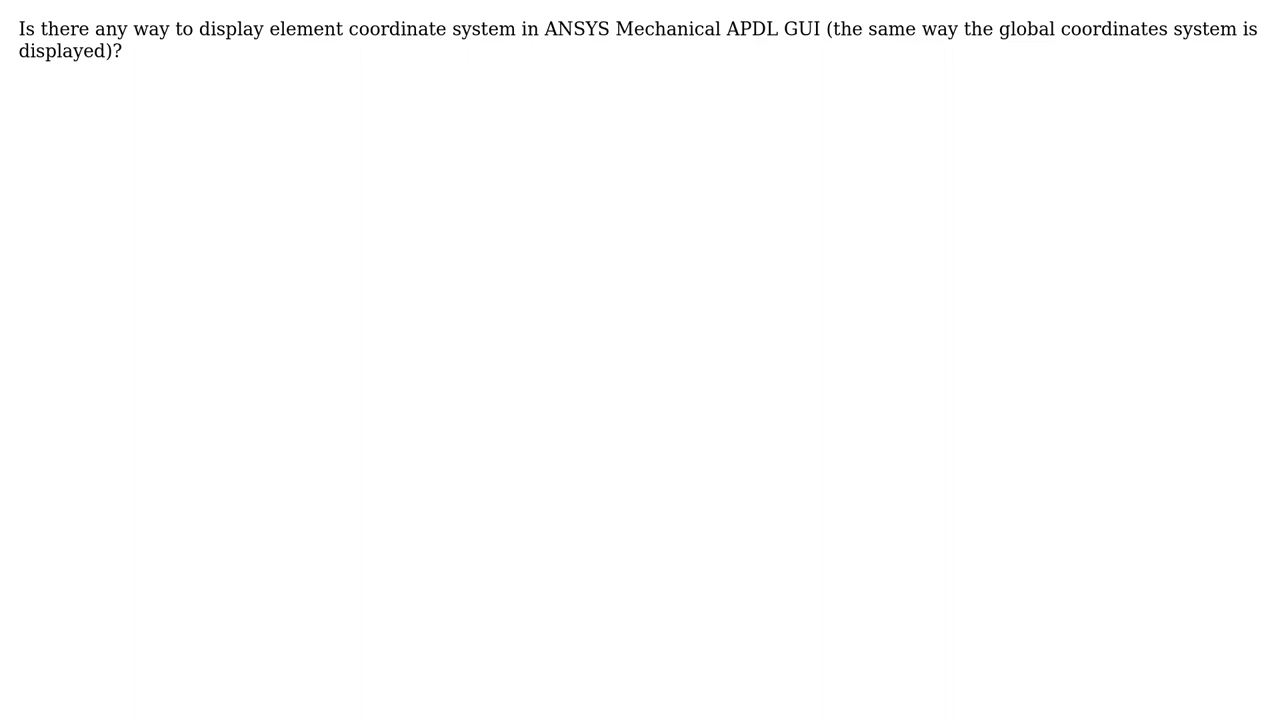 Is there any way to display element coordinate system in ANSYS Mechanical APDL GUI (the same way the global coordinates system is
displayed)?